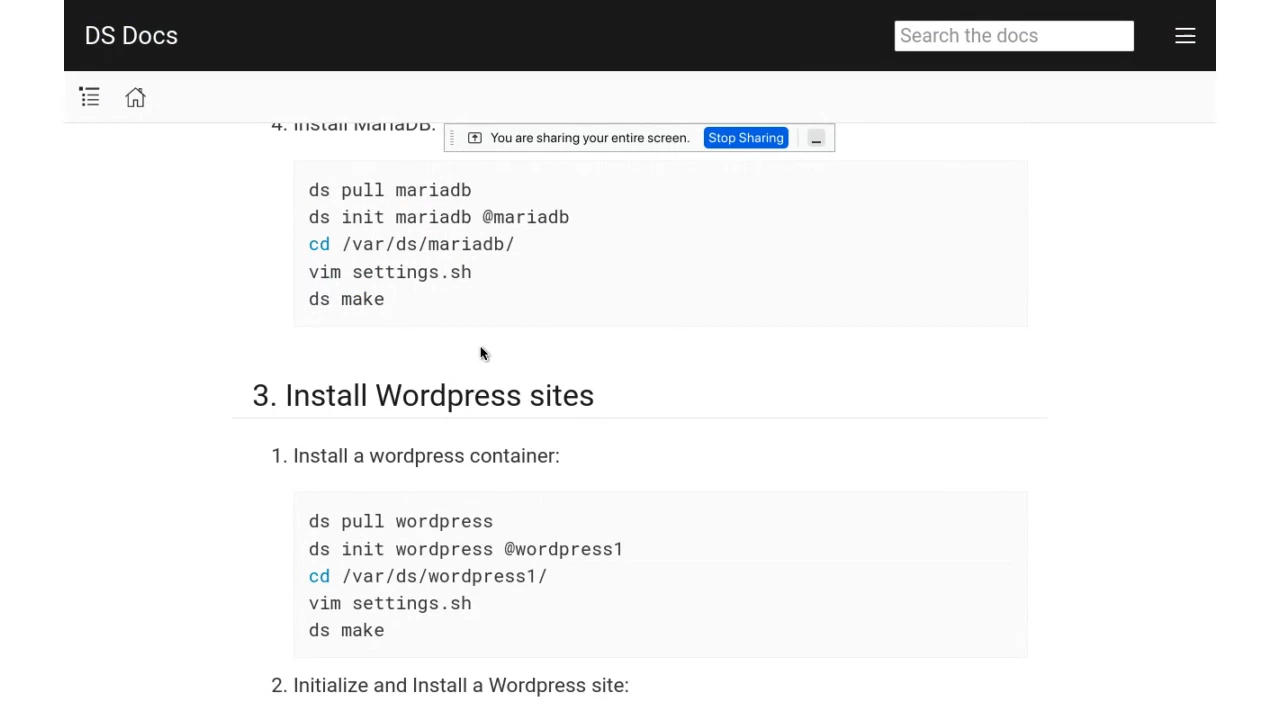 DS Docs
Search the docs
4. Install MariaDB:
You are sharing your entire screen.
Stop Sharing
ds pull mariadb
ds init mariadb @mariadb
cd /var/ds/mariadb/
vim settings.sh
ds make
3. Install Wordpress sites
1. Install a wordpress container:
ds pull wordpress
ds init wordpress @wordpress1
cd /var/ds/wordpress1/
vim settings.sh
ds make
2. Initialize and Install a Wordpress site: